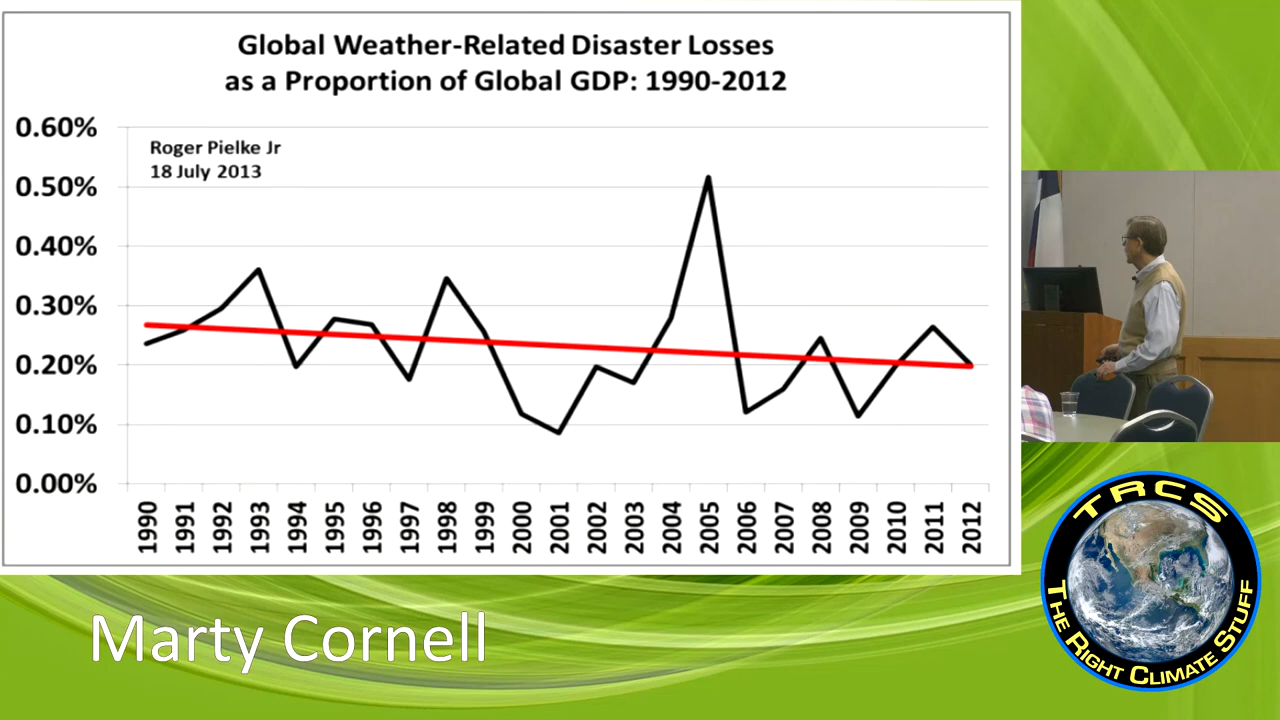 Global Weather-Related Disaster Losses
as a Proportion of Global GDP: 1990-2012
Roger Pielke Jr
18 July 2013
0.60%
0.50%
0.40%
0.30%
0.20%
0.10%
0.00%
1990 1991 1992 1993 1994 1995 1996 1997 1998 1999 2000 2001 2002 2003 2004 2005 2006 2007 2008 2009 2010 2011 2012
Marty Cornell
TRCS
THE RIGHT CLIMATE STUFF